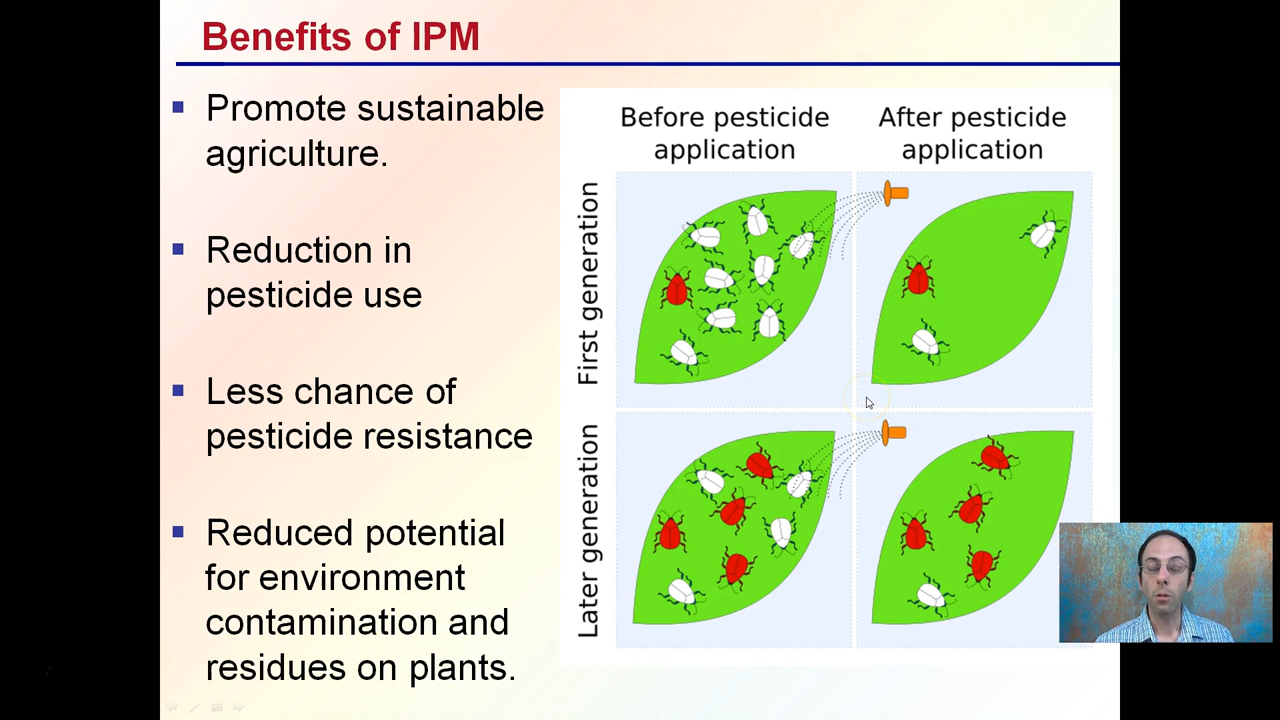 Benefits of IPM
Promote sustainable
agriculture.
Reduction in
pesticide use
Less chance of
pesticide resistance
Reduced potential
for environment
contamination and
residues on plants.
Before pesticide
application
After pesticide
application
First generation
Later generation